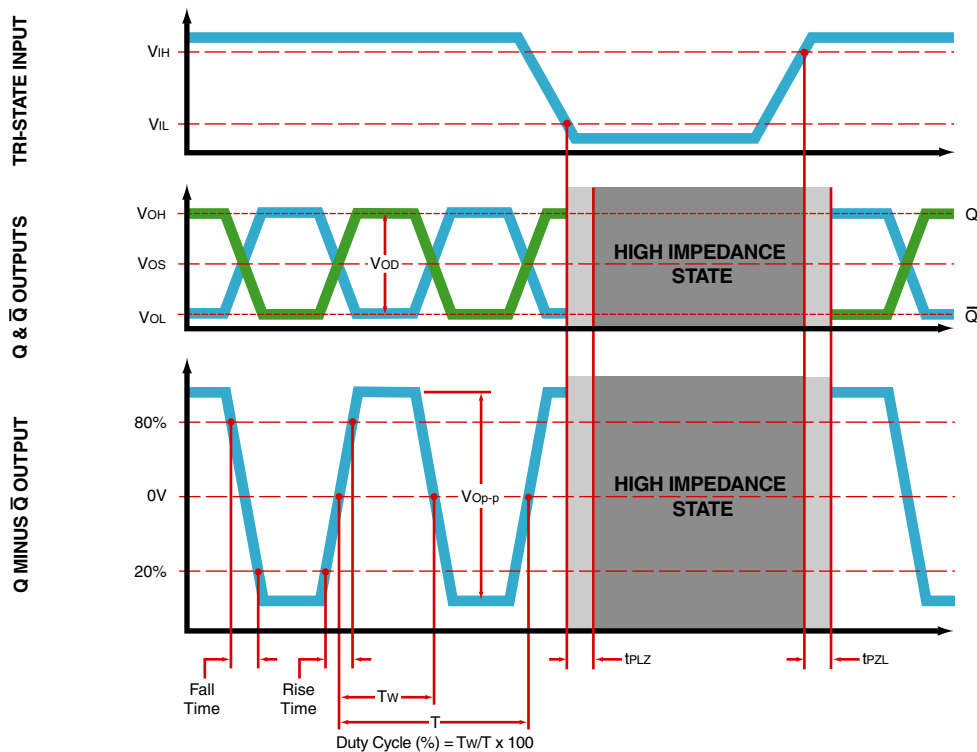 TRI-STATE INPUT
VIH
VIL
Q & Q̅ OUTPUTS
VOH
VOS
VOL
VOD
HIGH IMPEDANCE
STATE
Q
Q̅
Q MINUS Q̅ OUTPUT
80%
0V
20%
VOp-p
HIGH IMPEDANCE
STATE
Fall
Time
Rise
Time
TW
T
tPLZ
tPZL
Duty Cycle (%) = TW/T x 100